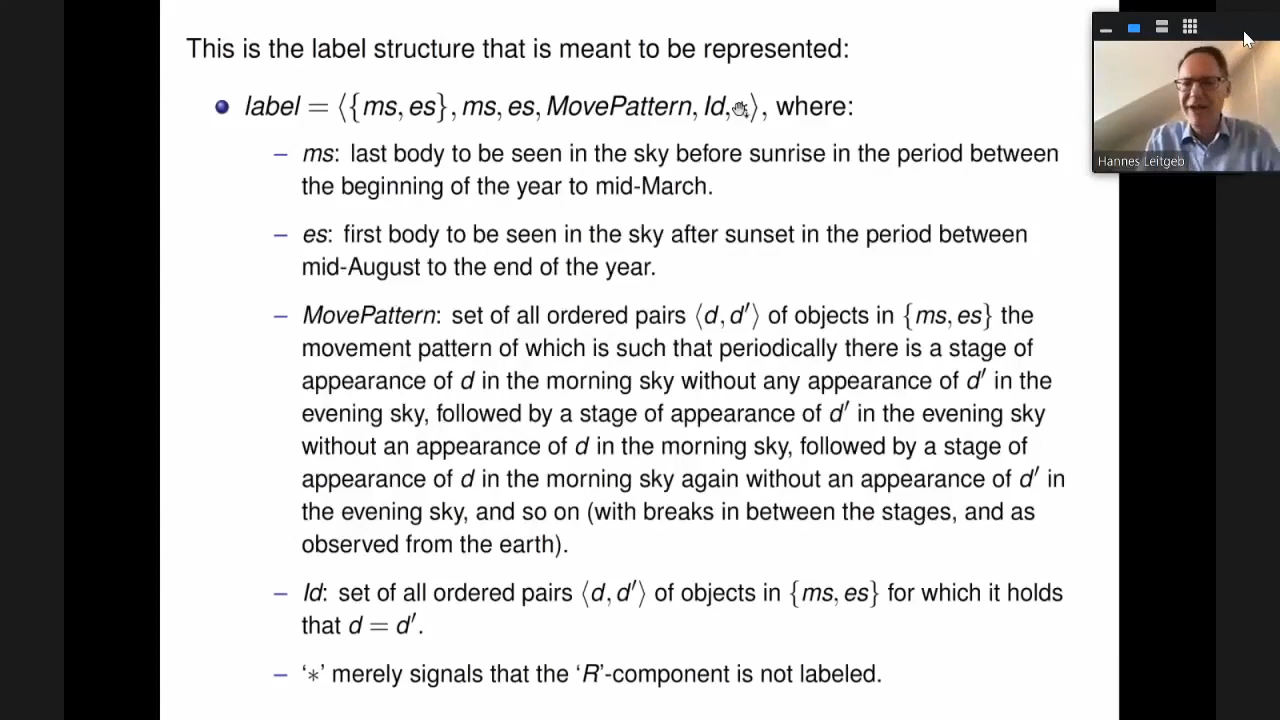 This is the label structure that is meant to be represented:
label = ⟨{ms, es}, ms, es, MovePattern, Id, ⟩, where:
– ms: last body to be seen in the sky before sunrise in the period between
the beginning of the year to mid-March.
– es: first body to be seen in the sky after sunset in the period between
mid-August to the end of the year.
– MovePattern: set of all ordered pairs ⟨d, d′⟩ of objects in {ms, es} the
movement pattern of which is such that periodically there is a stage of
appearance of d in the morning sky without any appearance of d′ in the
evening sky, followed by a stage of appearance of d′ in the evening sky
without an appearance of d in the morning sky, followed by a stage of
appearance of d in the morning sky again without an appearance of d′ in
the evening sky, and so on (with breaks in between the stages, and as
observed from the earth).
– Id: set of all ordered pairs ⟨d, d′⟩ of objects in {ms, es} for which it holds
that d = d′.
– ‘∗’ merely signals that the ‘R’-component is not labeled.
Hannes Leitgeb